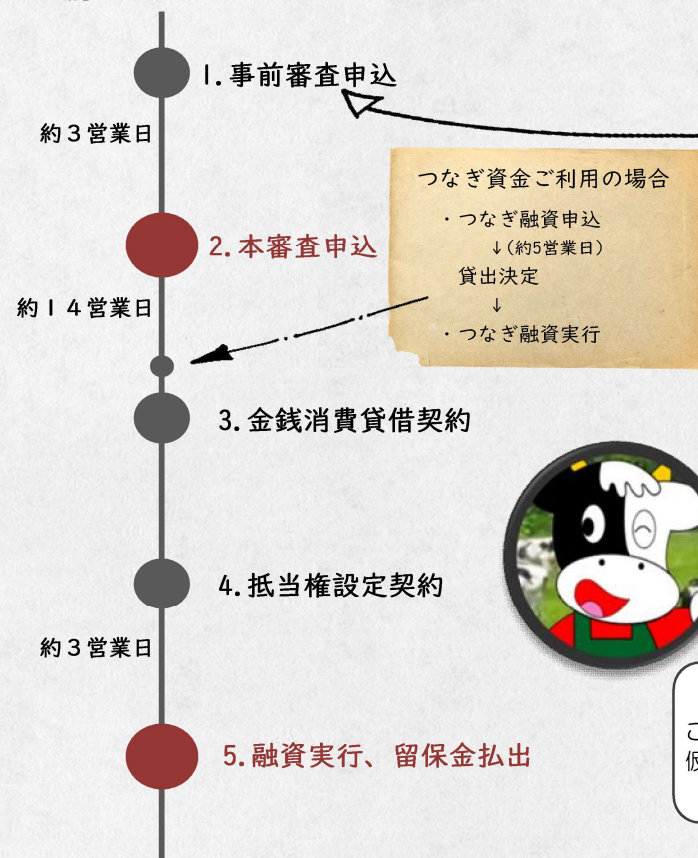 1.事前審査申込
約3営業日
つなぎ資金ご利用の場合
・つなぎ融資申込
↓(約5営業日)
貸出決定
↓
・つなぎ融資実行
2.本審査申込
約14営業日
3.金銭消費貸借契約
4.抵当権設定契約
約3営業日
5.融資実行、留保金払出
こ
仮